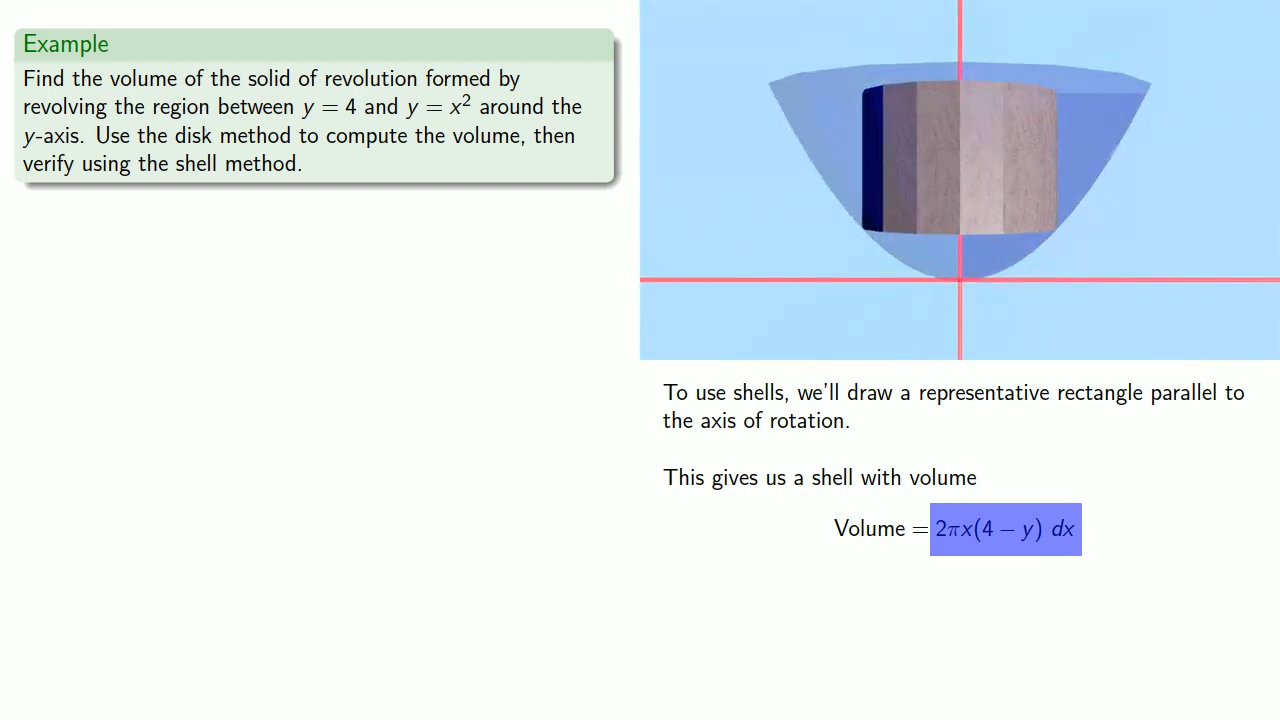 Example
Find the volume of the solid of revolution formed by
revolving the region between y = 4 and y = x² around the
y-axis. Use the disk method to compute the volume, then
verify using the shell method.
To use shells, we'll draw a representative rectangle parallel to
the axis of rotation.
This gives us a shell with volume
Volume = 2πx(4 − y) dx